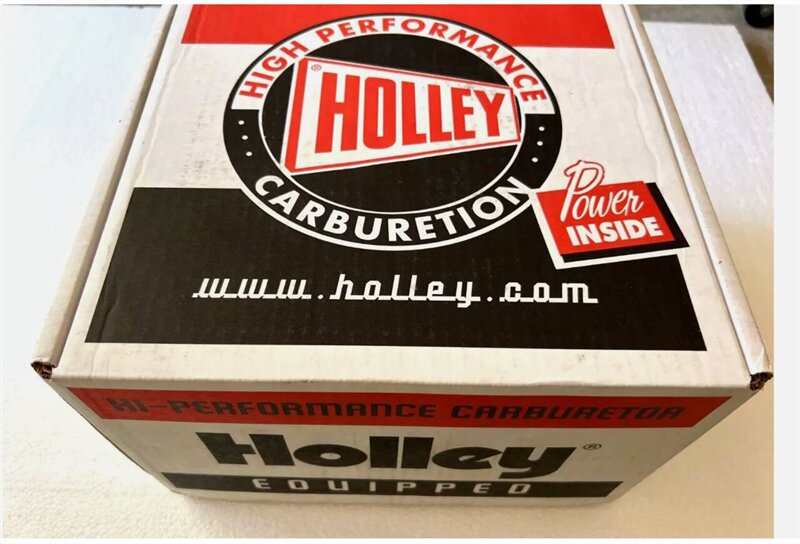 HIGH PERFORMANCE
® HOLLEY
CARBURETION
Power
INSIDE
www.holley.com
HI-PERFORMANCE CARBURETOR
Holley®
EQUIPPED